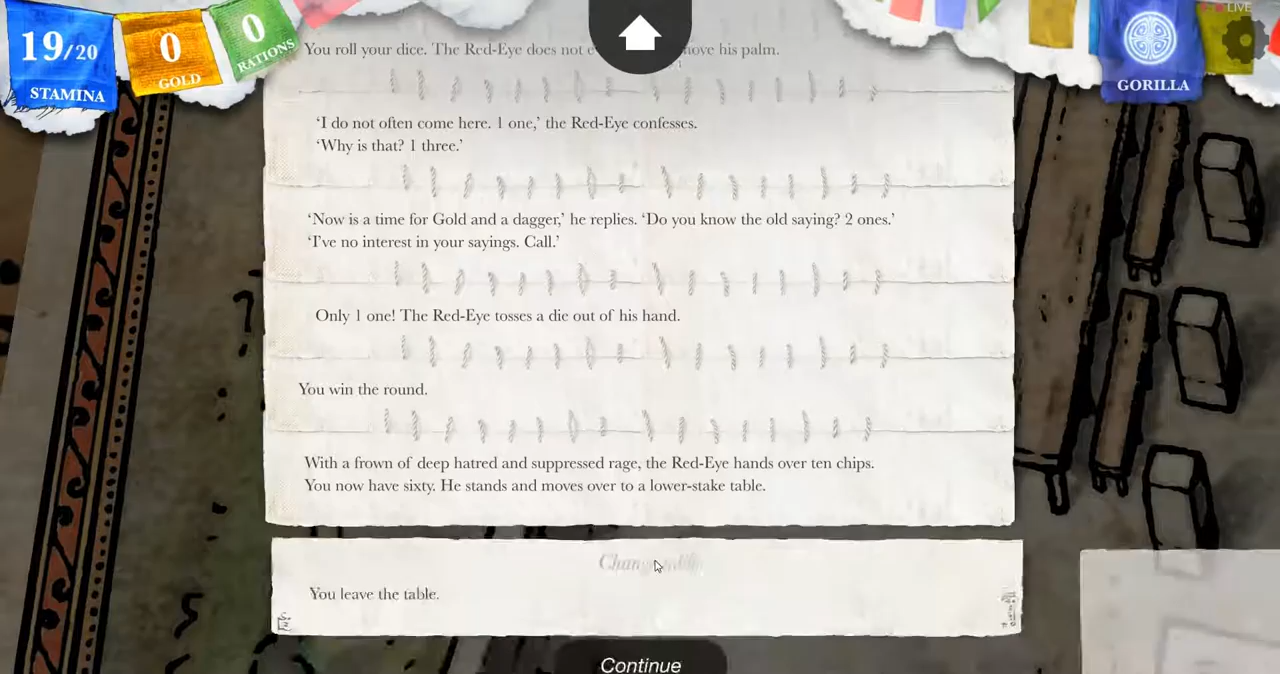 19/20
STAMINA
0
GOLD
0
RATIONS
LIVE
GORILLA
You roll your dice. The Red-Eye does not move his palm.
‘I do not often come here. 1 one,’ the Red-Eye confesses.
‘Why is that? 1 three.’
‘Now is a time for Gold and a dagger,’ he replies. ‘Do you know the old saying? 2 ones.’
‘I’ve no interest in your sayings. Call.’
Only 1 one! The Red-Eye tosses a die out of his hand.
You win the round.
With a frown of deep hatred and suppressed rage, the Red-Eye hands over ten chips.
You now have sixty. He stands and moves over to a lower-stake table.
You leave the table.
Continue